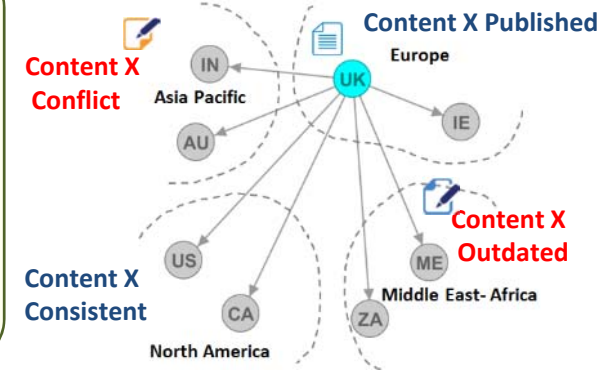 Content X Published
Europe
Content X
Conflict
IN
Asia Pacific
UK
IE
AU
Content X
Outdated
US
ME
Content X
Consistent
Middle East- Africa
CA
ZA
North America